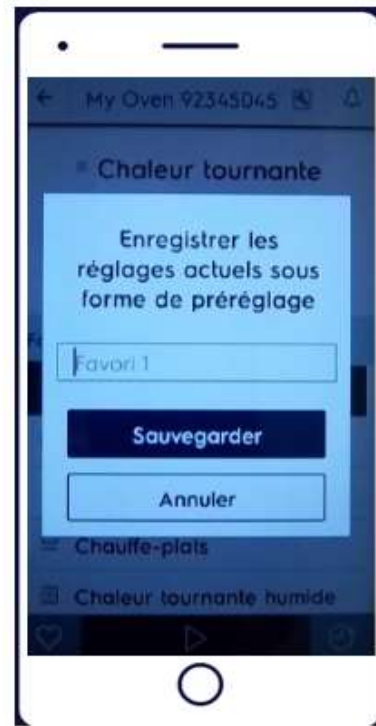 My Oven 92345045
Chaleur tournante
Enregistrer les
réglages actuels sous
forme de préréglage
Favori 1
Sauvegarder
Annuler
Chauffe-plats
Chaleur tournante humide